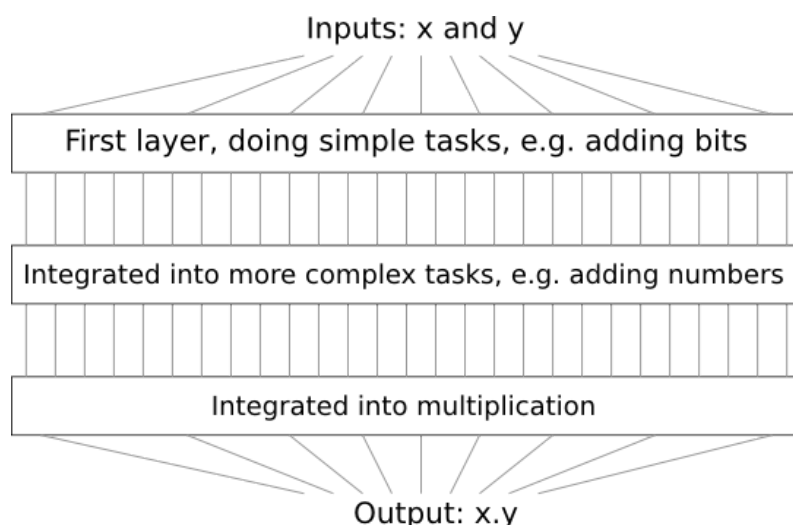 Inputs: x and y
First layer, doing simple tasks, e.g. adding bits
Integrated into more complex tasks, e.g. adding numbers
Integrated into multiplication
Output: x.y